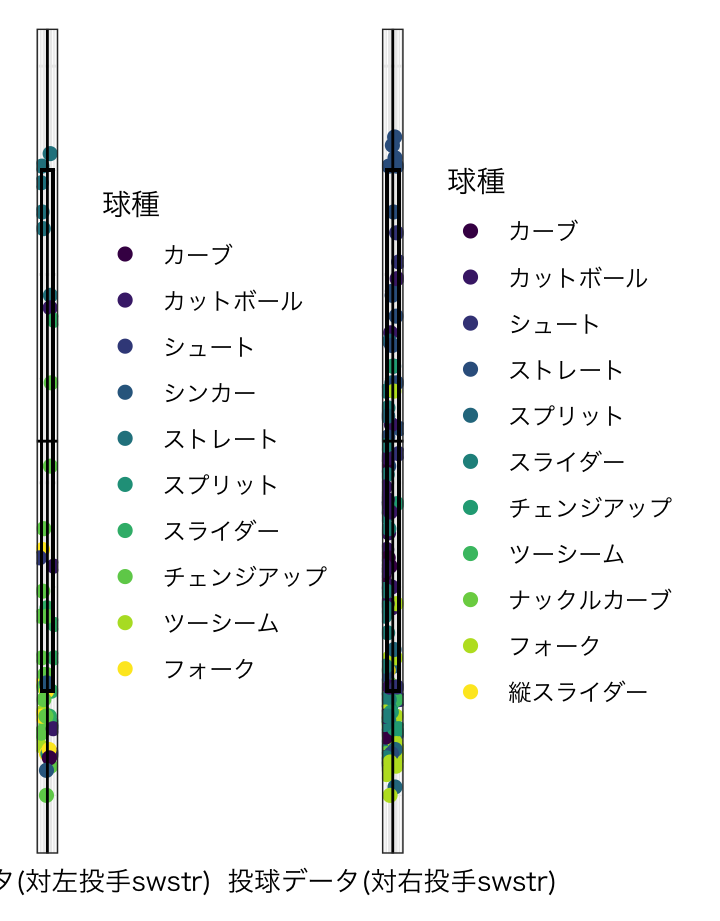 球種
カーブ
カットボール
シュート
シンカー
ストレート
スプリット
スライダー
チェンジアップ
ツーシーム
フォーク
球種
カーブ
カットボール
シュート
ストレート
スプリット
スライダー
チェンジアップ
ツーシーム
ナックルカーブ
フォーク
縦スライダー
タ(対左投手swstr)
投球データ(対右投手swstr)